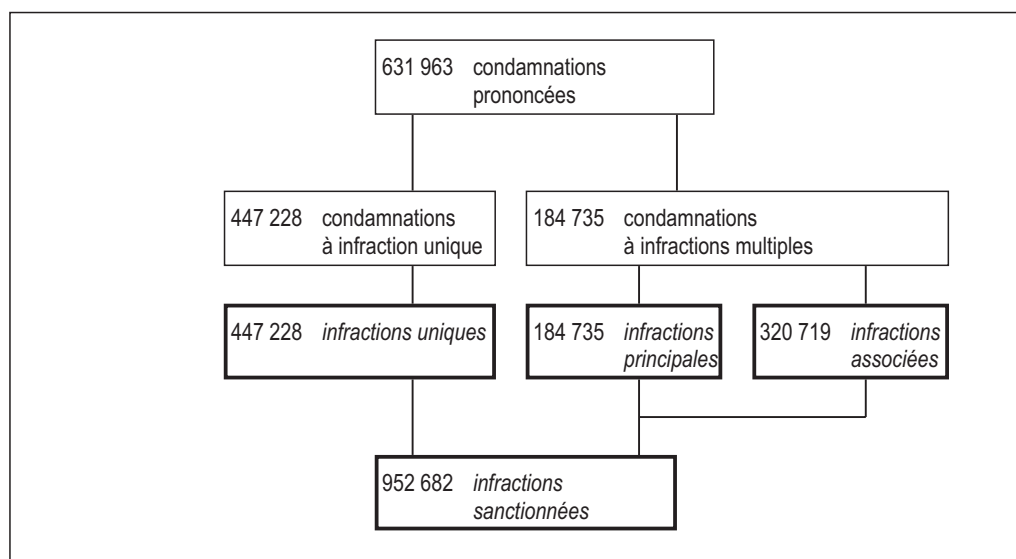 631 963 condamnations
prononcées
447 228 condamnations
à infraction unique
184 735 condamnations
à infractions multiples
447 228 infractions uniques
184 735 infractions
principales
320 719 infractions
associées
952 682 infractions
sanctionnées